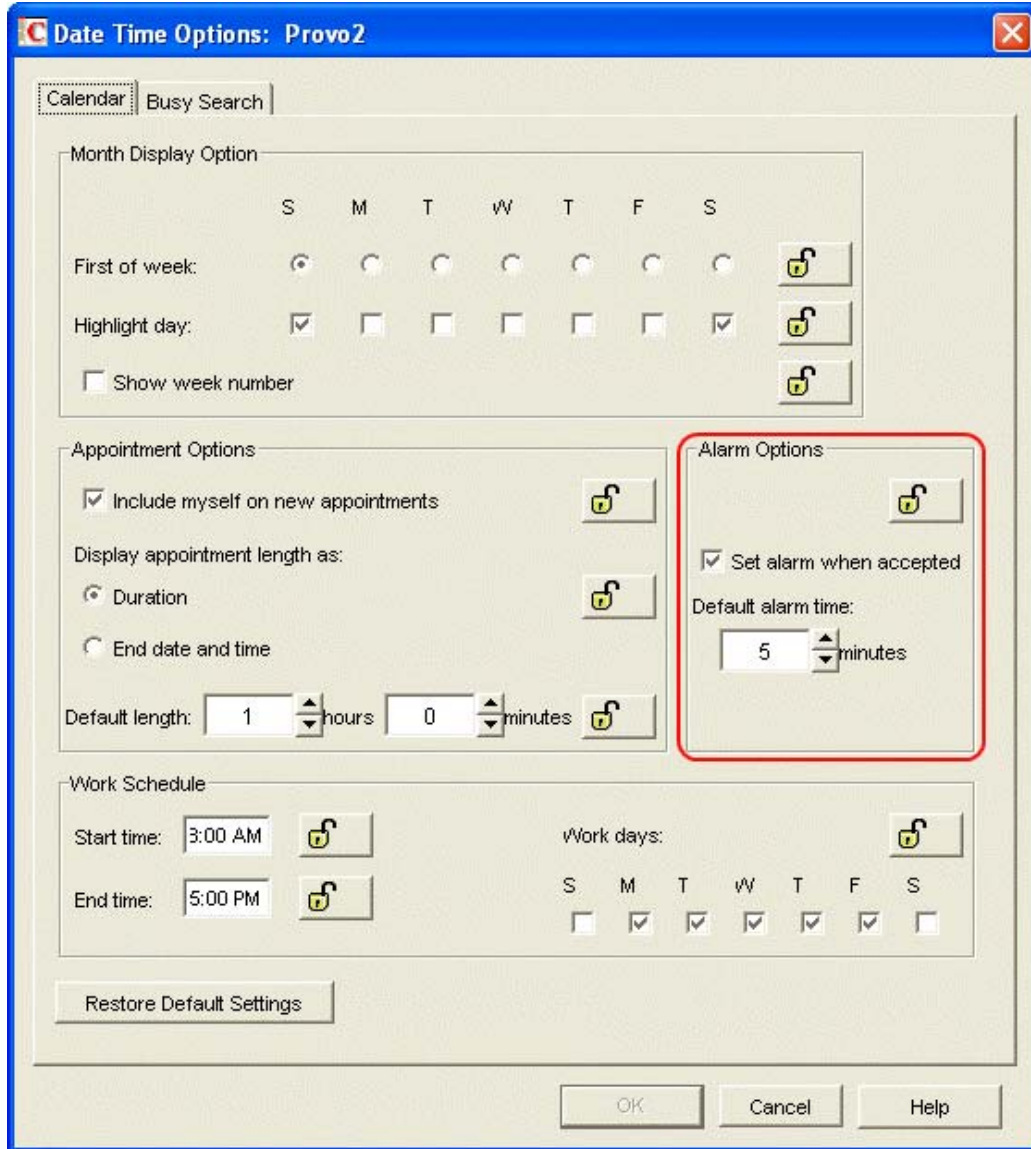 Date Time Options: Provo2
Calendar Busy Search
Month Display Option
S M T W T F S
First of week:
Highlight day:
Show week number
Appointment Options
Include myself on new appointments
Display appointment length as:
Duration
End date and time
Default length: 1 hours 0 minutes
Alarm Options
Set alarm when accepted
Default alarm time:
5 minutes
Work Schedule
Start time: :00 AM
End time: 5:00 PM
Work days:
S M T W T F S
Restore Default Settings
OK Cancel Help